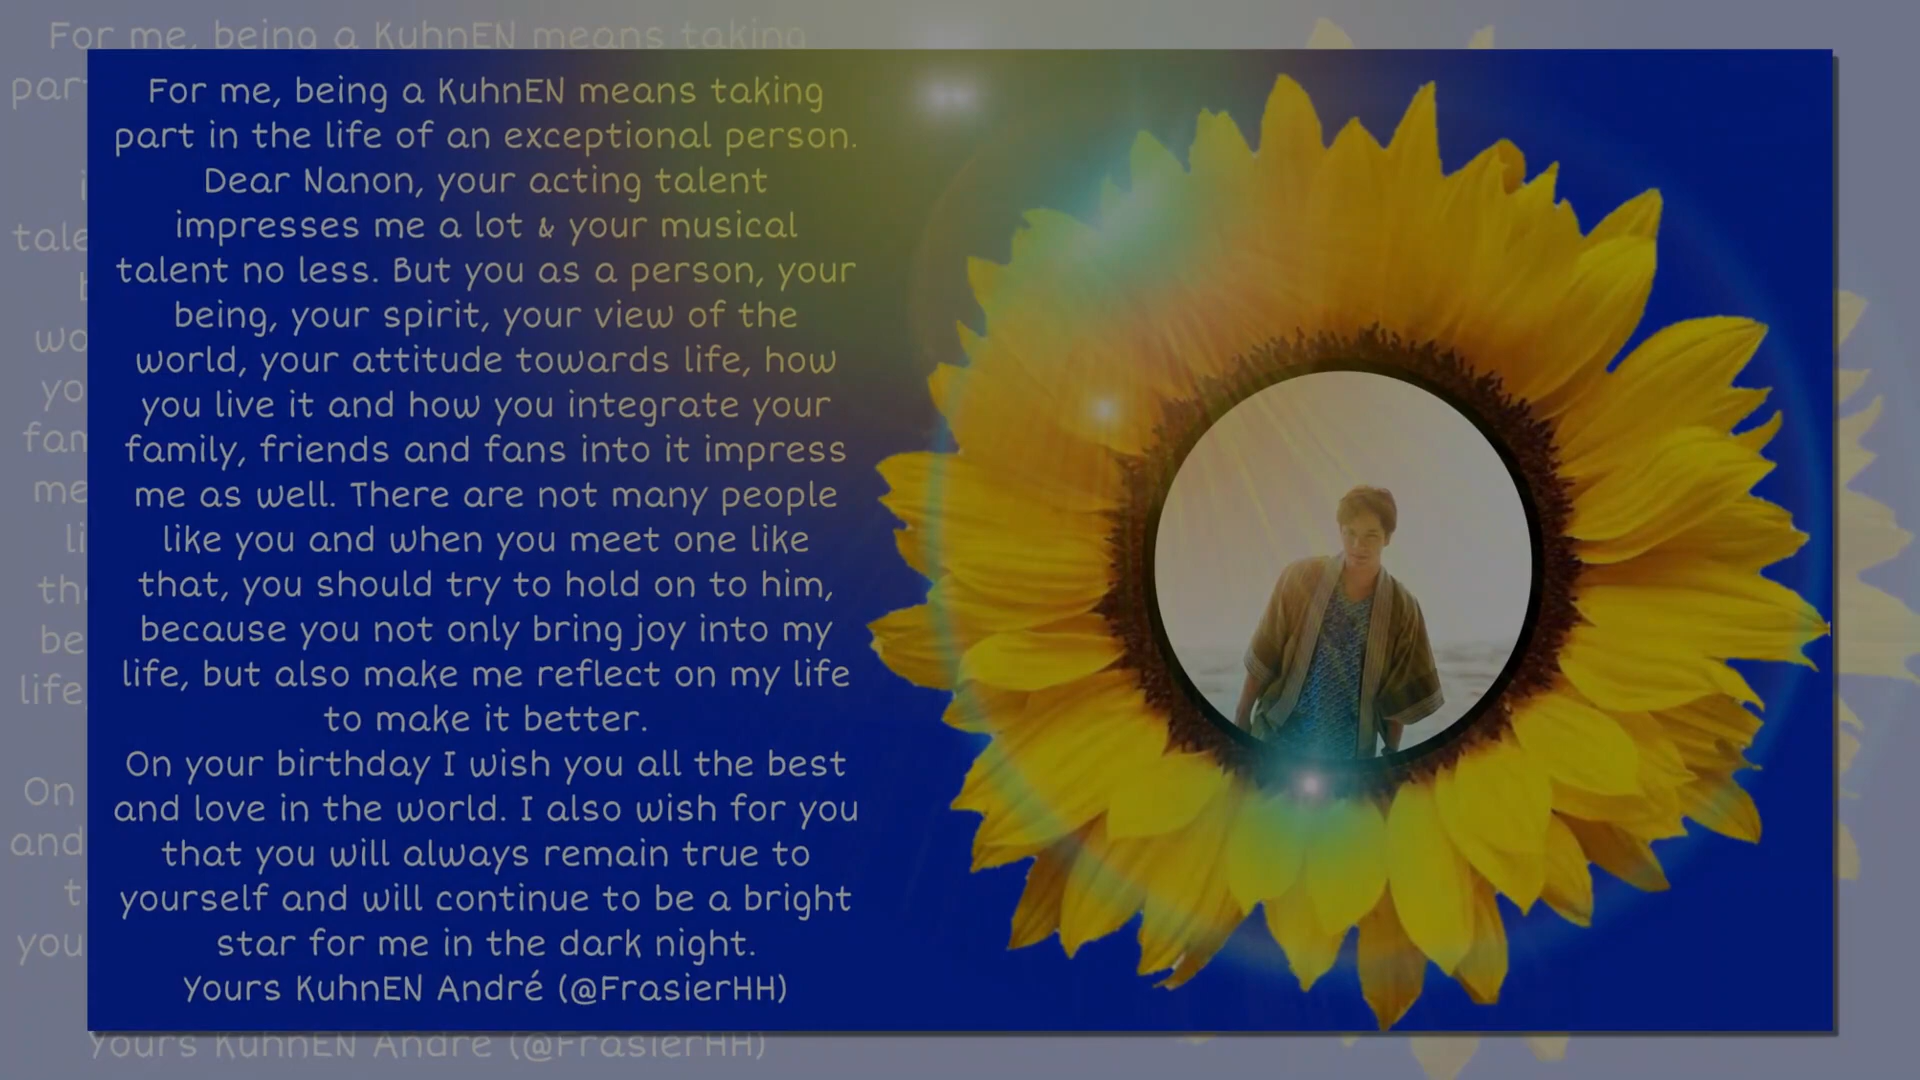 For me, being a KuhnEN means taking
part in the life of an exceptional person.
Dear Nanon, your acting talent
impresses me a lot & your musical
talent no less. But you as a person, your
being, your spirit, your view of the
world, your attitude towards life, how
you live it and how you integrate your
family, friends and fans into it impress
me as well. There are not many people
like you and when you meet one like
that, you should try to hold on to him,
because you not only bring joy into my
life, but also make me reflect on my life
to make it better.
On your birthday I wish you all the best
and love in the world. I also wish for you
that you will always remain true to
yourself and will continue to be a bright
star for me in the dark night.
Yours KuhnEN André (@FrasierHH)